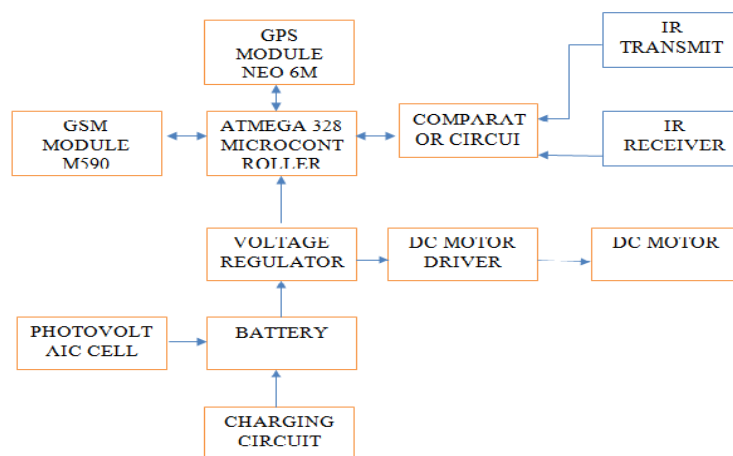 GPS
MODULE
NEO 6M
IR
TRANSMIT
GSM
MODULE
M590
ATMEGA 328
MICROCONT
ROLLER
COMPARAT
OR CIRCUI
IR
RECEIVER
VOLTAGE
REGULATOR
DC MOTOR
DRIVER
DC MOTOR
PHOTOVOLT
AIC CELL
BATTERY
CHARGING
CIRCUIT